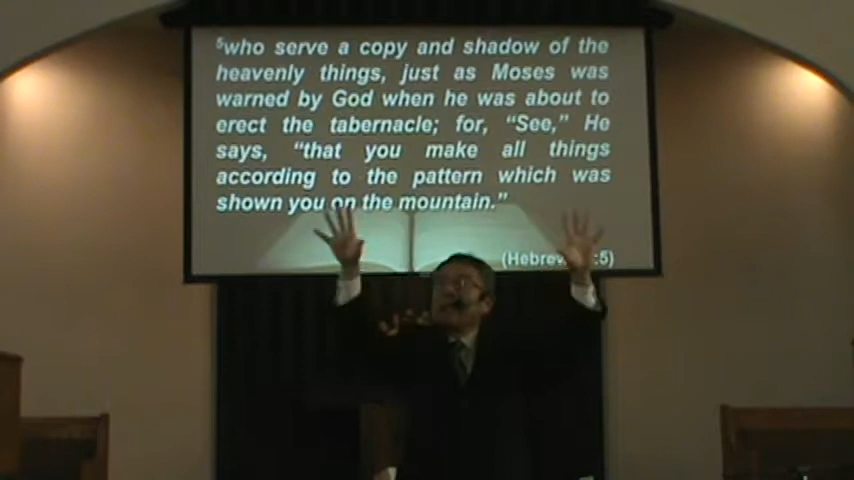 ⁵who serve a copy and shadow of the
heavenly things, just as Moses was
warned by God when he was about to
erect the tabernacle; for, “See,” He
says, “that you make all things
according to the pattern which was
shown you on the mountain.”
:5)